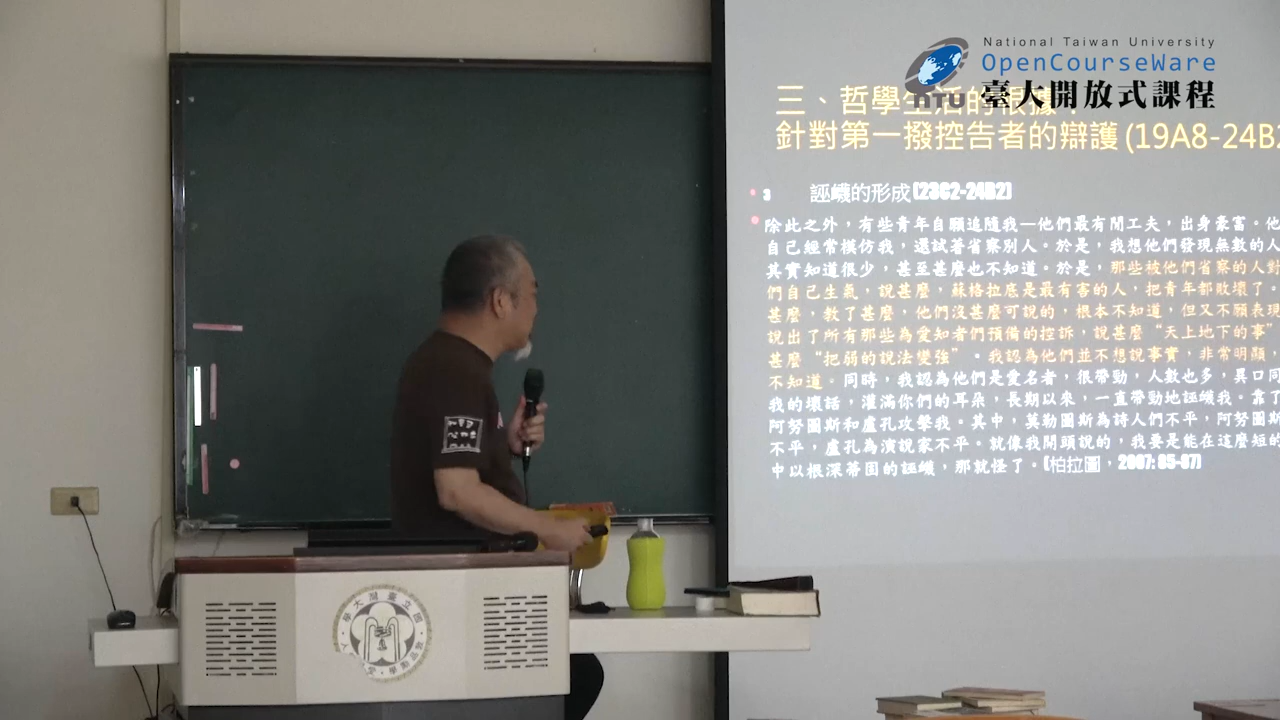 National Taiwan University
OpenCourseWare
NTU 臺大開放式課程
三、哲學生活的根據：
針對第一撥控告者的辯護 (19A8-24B2
3 誣衊的形成(23C2-24B2)
除此之外，有些青年自願追隨我—他們最有閒工夫，出身豪富。他
自己經常模仿我，還試著省察別人。於是，我想他們發現無數的人
其實知道很少，甚至甚麼也不知道。於是，那些被他們省察的人對
們自己生氣，說甚麼，蘇格拉底是最有害的人，把青年都敗壞了。
甚麼，教了甚麼，他們沒甚麼可說的，根本不知道，但又不願表現
說出了所有那些為愛知者們預備的控訴，說甚麼“天上地下的事”
甚麼“把弱的說法變強”。我認為他們並不想說事實，非常明顯，
不知道。同時，我認為他們是愛名者，很帶勁，人數也多，異口同
我的壞話，灌滿你們的耳朵，長期以來，一直帶勁地誣衊我。靠了
阿努圖斯和盧孔攻擊我。其中，莫勒圖斯為詩人們不平，阿努圖斯
不平，盧孔為演說家不平。就像我開頭說的，我要是能在這麼短的
中以根深蒂固的誣衊，那就怪了。(柏拉圖，2007: 85-87)